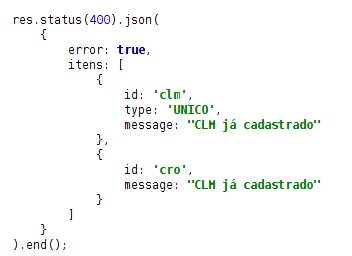 res.status(400).json(
    {
        error: true,
        itens: [
            {
                id: 'clm',
                type: 'UNICO',
                message: "CLM já cadastrado"
            },
            {
                id: 'cro',
                message: "CLM já cadastrado"
            }
        ]
    }
).end();